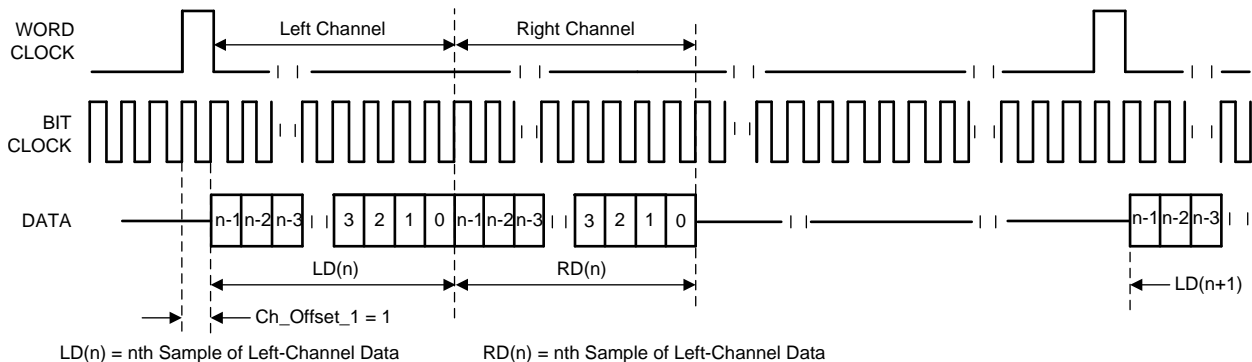 WORD
CLOCK
Left Channel
Right Channel
BIT
CLOCK
DATA
n-1 n-2 n-3 3 2 1 0 n-1 n-2 n-3 3 2 1 0 n-1 n-2 n-3
LD(n)
RD(n)
LD(n+1)
Ch_Offset_1 = 1
LD(n) = nth Sample of Left-Channel Data
RD(n) = nth Sample of Left-Channel Data